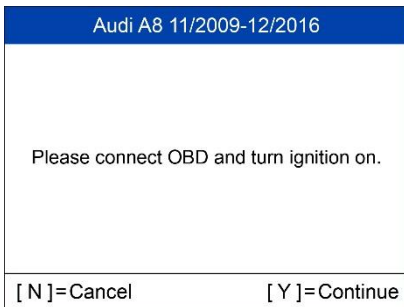 Audi A8 11/2009-12/2016
Please connect OBD and turn ignition on.
[ N ]=Cancel [ Y ]=Continue